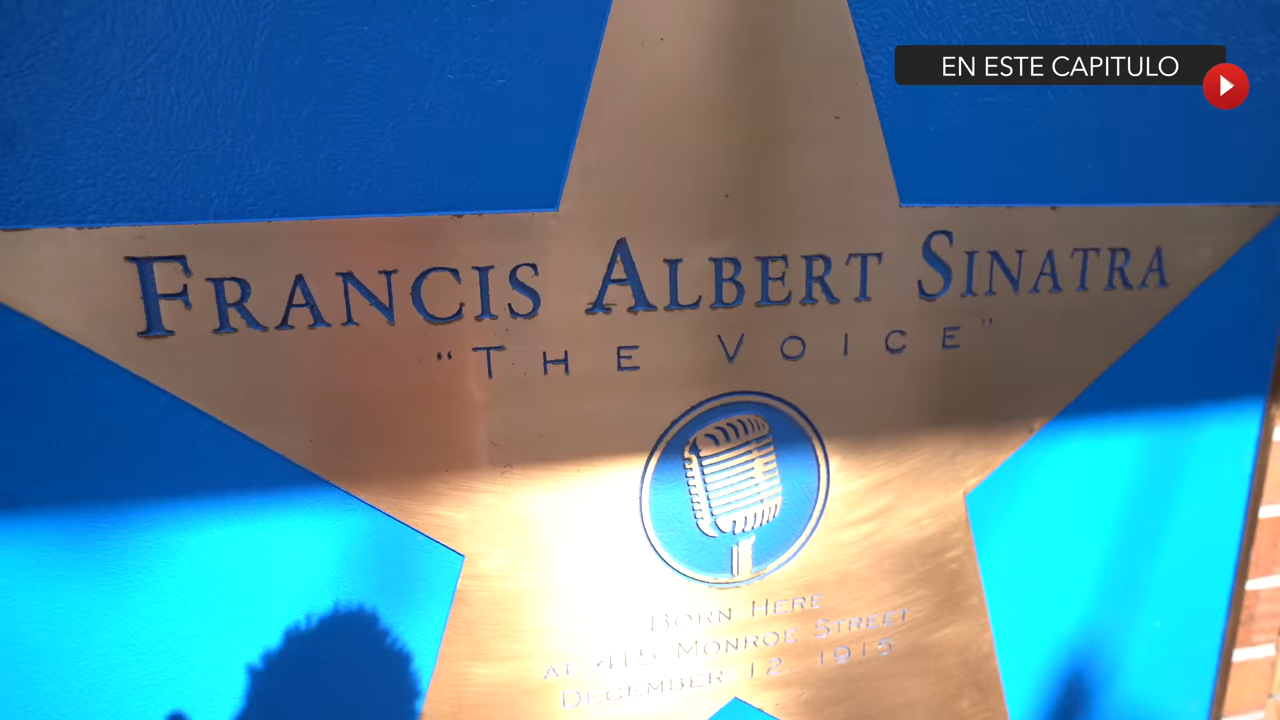 EN ESTE CAPITULO
FRANCIS ALBERT SINATRA
"THE VOICE"
BORN HERE
AT 415 MONROE STREET
DECEMBER 12, 1915